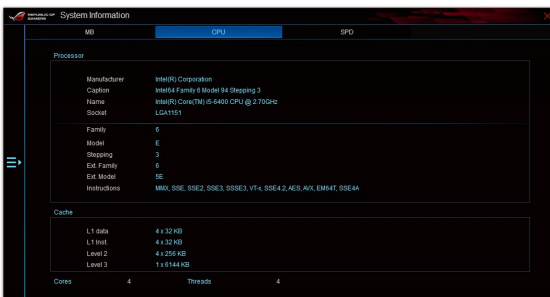 REPUBLIC OF GAMERS System Information
MB CPU SPD
Processor
Manufacturer Intel(R) Corporation
Caption Intel64 Family 6 Model 94 Stepping 3
Name Intel(R) Core(TM) i5-6400 CPU @ 2.70GHz
Socket LGA1151
Family 6
Model E
Stepping 3
Ext. Family 6
Ext. Model 5E
Instructions MMX, SSE, SSE2, SSE3, SSSE3, VT-x, SSE4.2, AES, AVX, EM64T, SSE4A
Cache
L1 data 4 x 32 KB
L1 Inst. 4 x 32 KB
Level 2 4 x 256 KB
Level 3 1 x 6144 KB
Cores 4 Threads 4